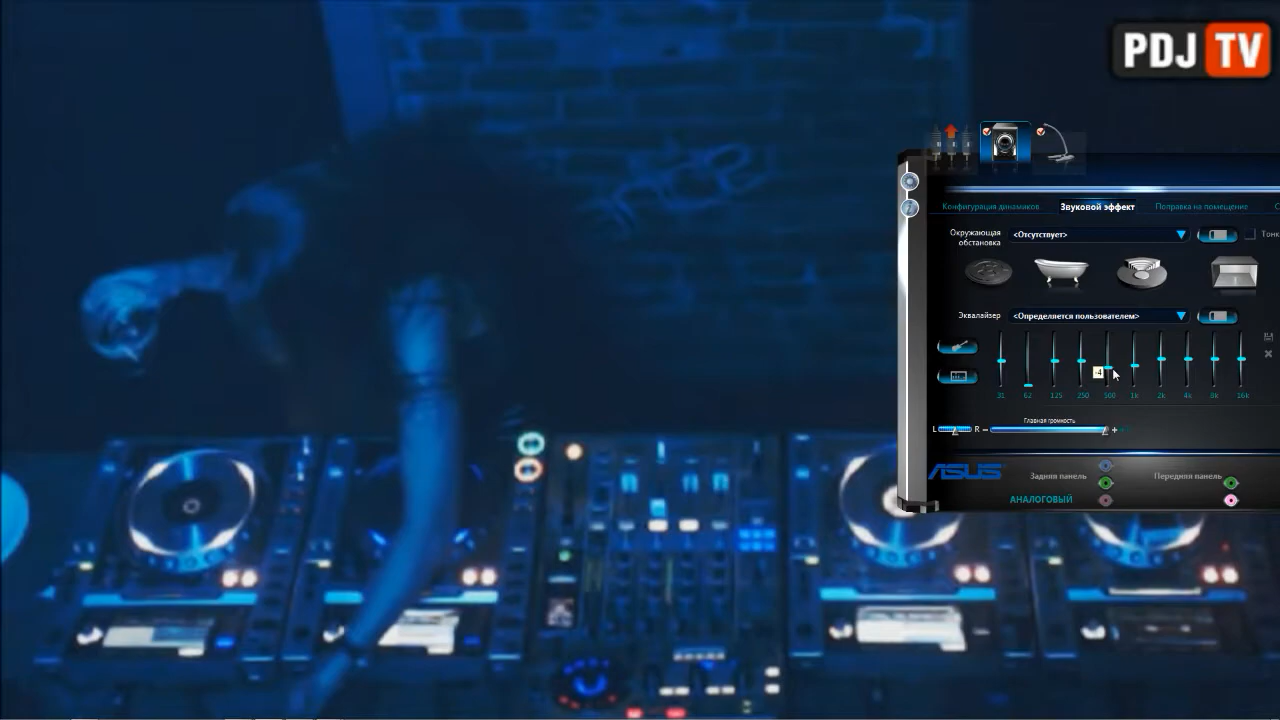 PDJ TV
nce
Конфигурация динамиков
Звуковой эффект
Поправка на помещение
Окружающая
обстановка
<Отсутствует>
Тонк
Эквалайзер
<Определяется пользователем>
-4
31 62 125 250 500 1k 2k 4k 8k 16k
Главная громкость
L R − +
ASUS
Задняя панель
Передняя панель
АНАЛОГОВЫЙ